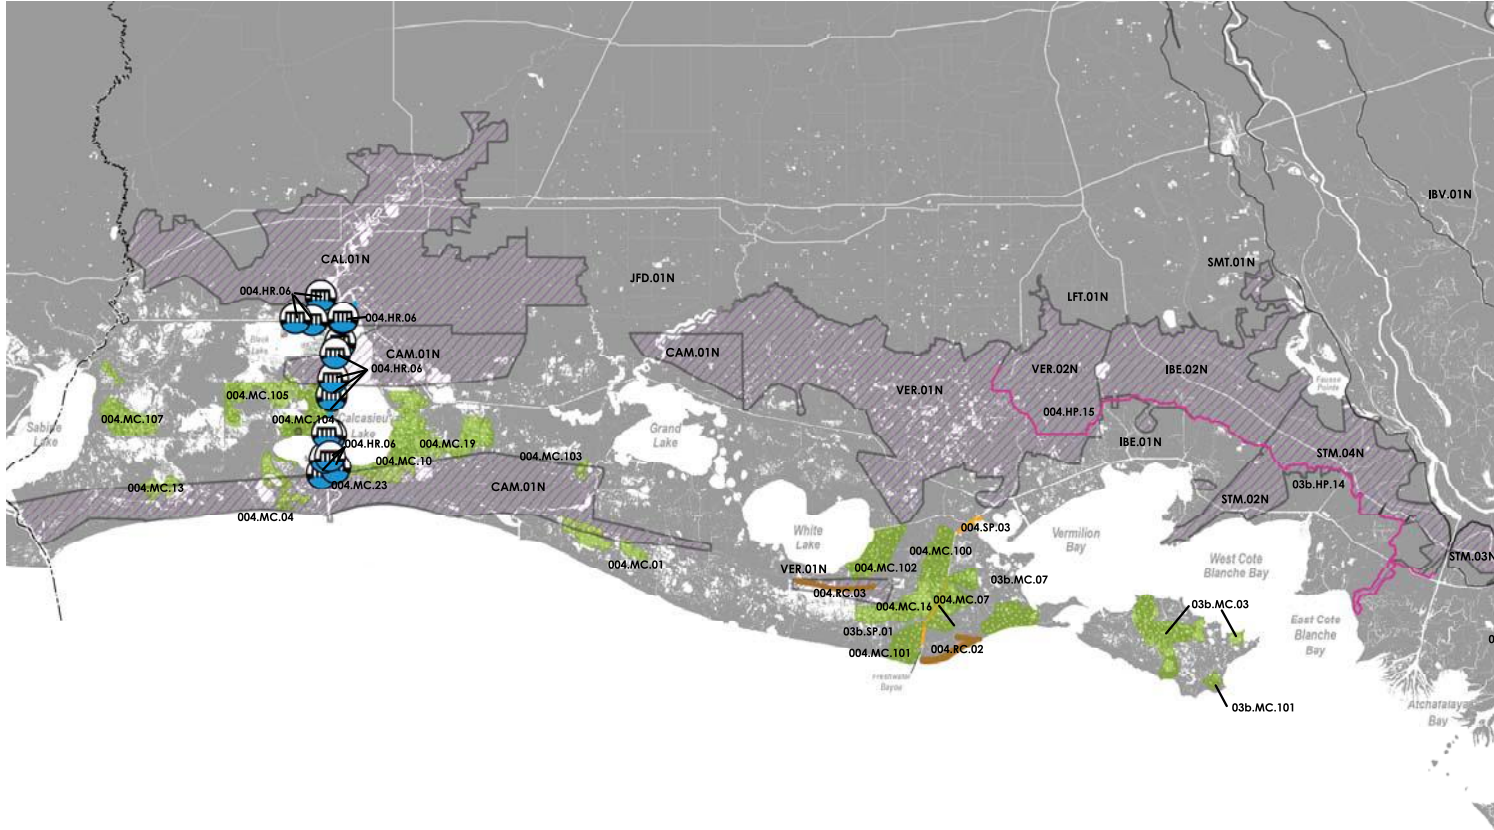 IBV.01N
CAL.01N
SMT.01N
JFD.01N
004.HR.06
LFT.01N
004.HR.06
Black
Lake
CAM.01N
CAM.01N
004.HR.06
VER.02N
IBE.02N
Fausse
Pointe
VER.01N
004.MC.105
004.HP.15
004.MC.107
004.MC.104
Calcasieu
Lake
Sabine
Lake
Grand
Lake
004.HR.06
004.MC.19
IBE.01N
004.MC.10
004.MC.103
STM.04N
004.MC.13
004.MC.23
CAM.01N
03b.HP.14
STM.02N
004.MC.04
004.SP.03
White
Lake
Vermilion
Bay
004.MC.100
STM.03N
004.MC.01
004.MC.102
West Cote
Blanche Bay
VER.01N
03b.MC.07
004.RC.03
004.MC.16
004.MC.07
03b.MC.03
03b.SP.01
East Cote
Blanche
Bay
004.MC.101
004.RC.02
Freshwater
Bayou
03b.MC.101
Atchafalaya
Bay